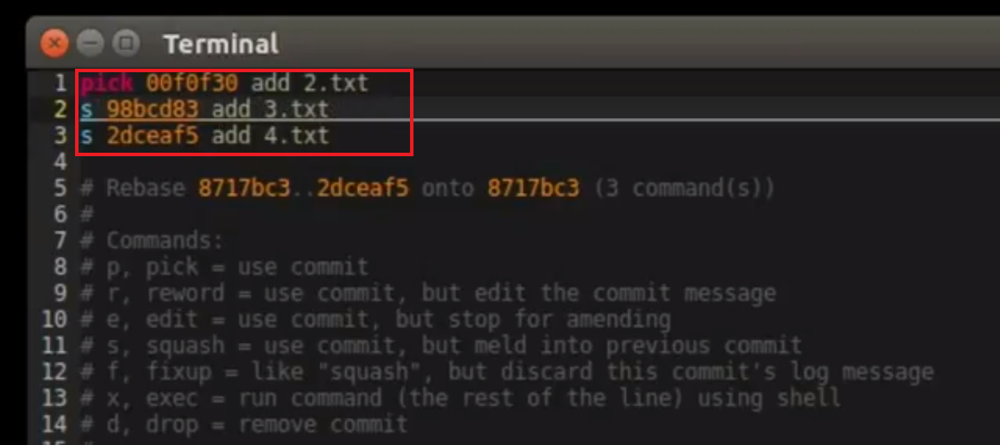 Terminal
1 pick 00f0f30 add 2.txt
2 s 98bcd83 add 3.txt
3 s 2dceaf5 add 4.txt
4
5 # Rebase 8717bc3..2dceaf5 onto 8717bc3 (3 command(s))
6 #
7 # Commands:
8 # p, pick = use commit
9 # r, reword = use commit, but edit the commit message
10 # e, edit = use commit, but stop for amending
11 # s, squash = use commit, but meld into previous commit
12 # f, fixup = like "squash", but discard this commit's log message
13 # x, exec = run command (the rest of the line) using shell
14 # d, drop = remove commit
15 #